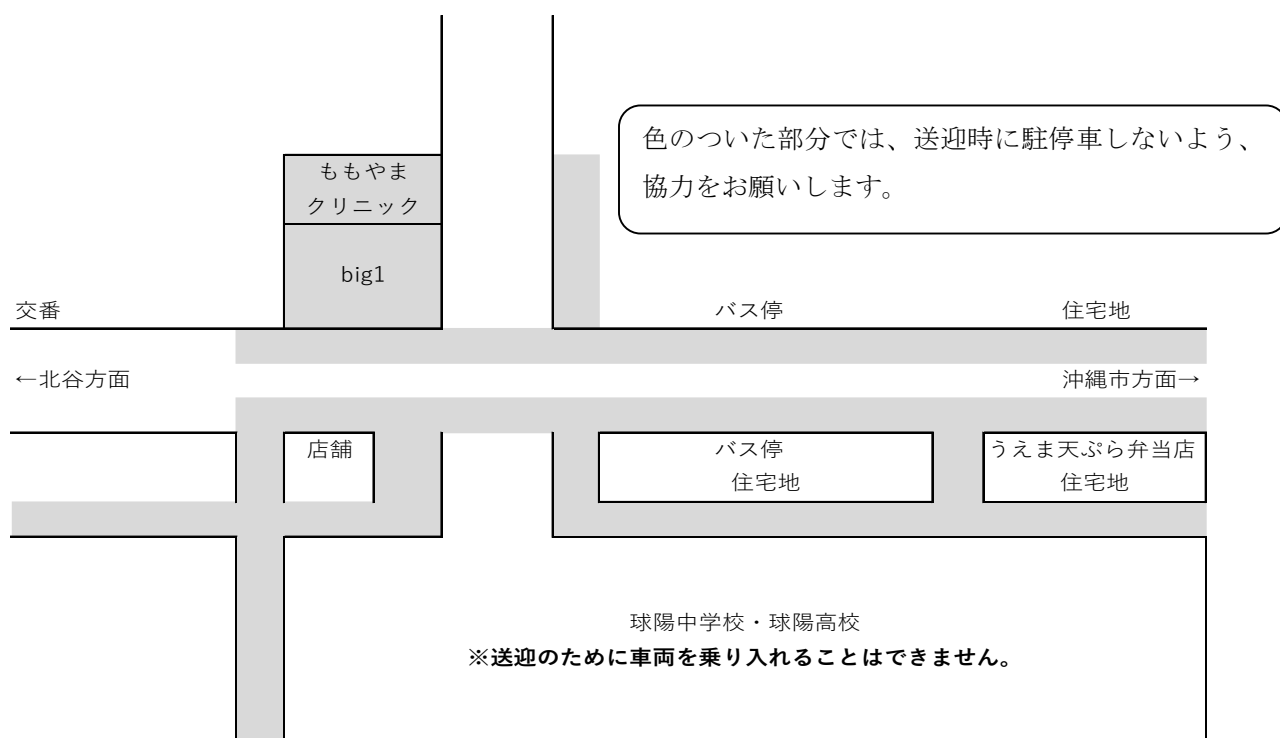 色のついた部分では、送迎時に駐停車しないよう、
協力をお願いします。
ももやま
クリニック
big1
交番
バス停
住宅地
←北谷方面
沖縄市方面→
店舗
バス停
住宅地
うえま天ぷら弁当店
住宅地
球陽中学校・球陽高校
※送迎のために車両を乗り入れることはできません。